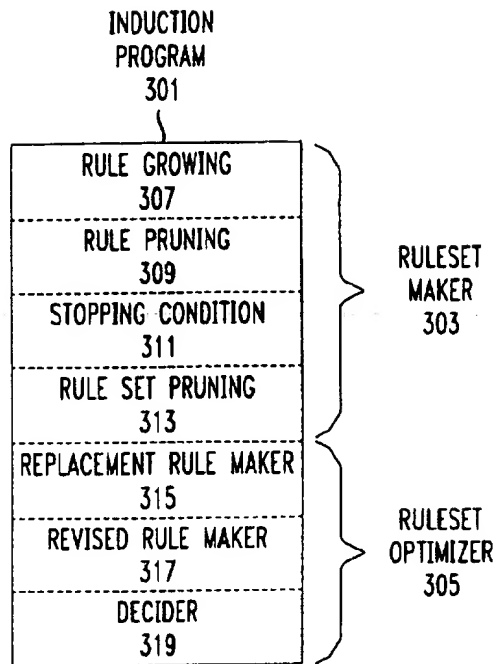 INDUCTION
PROGRAM
301
RULE GROWING
307
RULE PRUNING
309
STOPPING CONDITION
311
RULE SET PRUNING
313
REPLACEMENT RULE MAKER
315
REVISED RULE MAKER
317
DECIDER
319
RULESET
MAKER
303
RULESET
OPTIMIZER
305